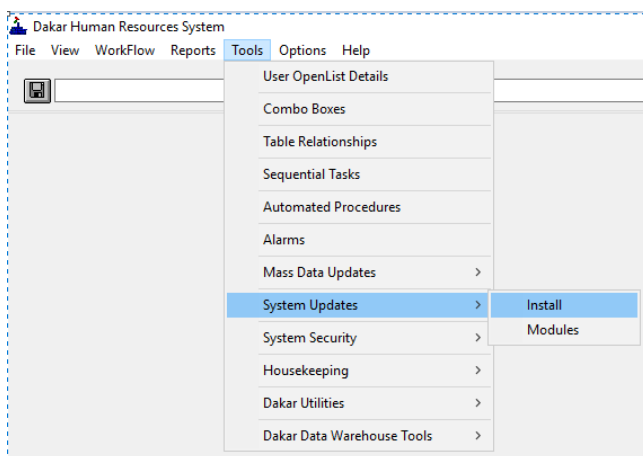 Dakar Human Resources System
File View WorkFlow Reports Tools Options Help
User OpenList Details
Combo Boxes
Table Relationships
Sequential Tasks
Automated Procedures
Alarms
Mass Data Updates
System Updates
Install
Modules
System Security
Housekeeping
Dakar Utilities
Dakar Data Warehouse Tools